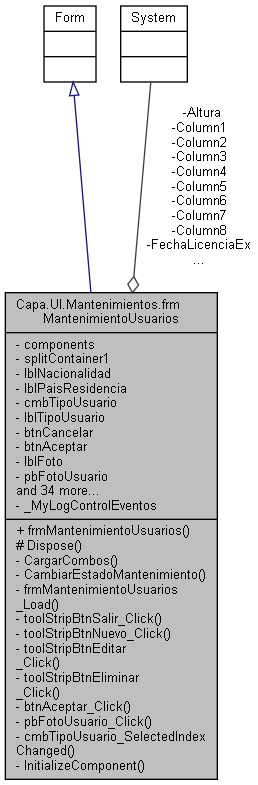 Form
System
-Altura
-Column1
-Column2
-Column3
-Column4
-Column5
-Column6
-Column7
-Column8
-FechaLicenciaEx
...
Capa.UI.Mantenimientos.frm
MantenimientoUsuarios
- components
- splitContainer1
- lblNacionalidad
- lblPaisResidencia
- cmbTipoUsuario
- lblTipoUsuario
- btnCancelar
- btnAceptar
- lblFoto
- pbFotoUsuario
and 34 more...
- _MyLogControlEventos
+ frmMantenimientoUsuarios()
# Dispose()
- CargarCombos()
- CambiarEstadoMantenimiento()
- frmMantenimientoUsuarios
_Load()
- toolStripBtnSalir_Click()
- toolStripBtnNuevo_Click()
- toolStripBtnEditar
_Click()
- toolStripBtnEliminar
_Click()
- btnAceptar_Click()
- pbFotoUsuario_Click()
- cmbTipoUsuario_SelectedIndex
Changed()
- InitializeComponent()